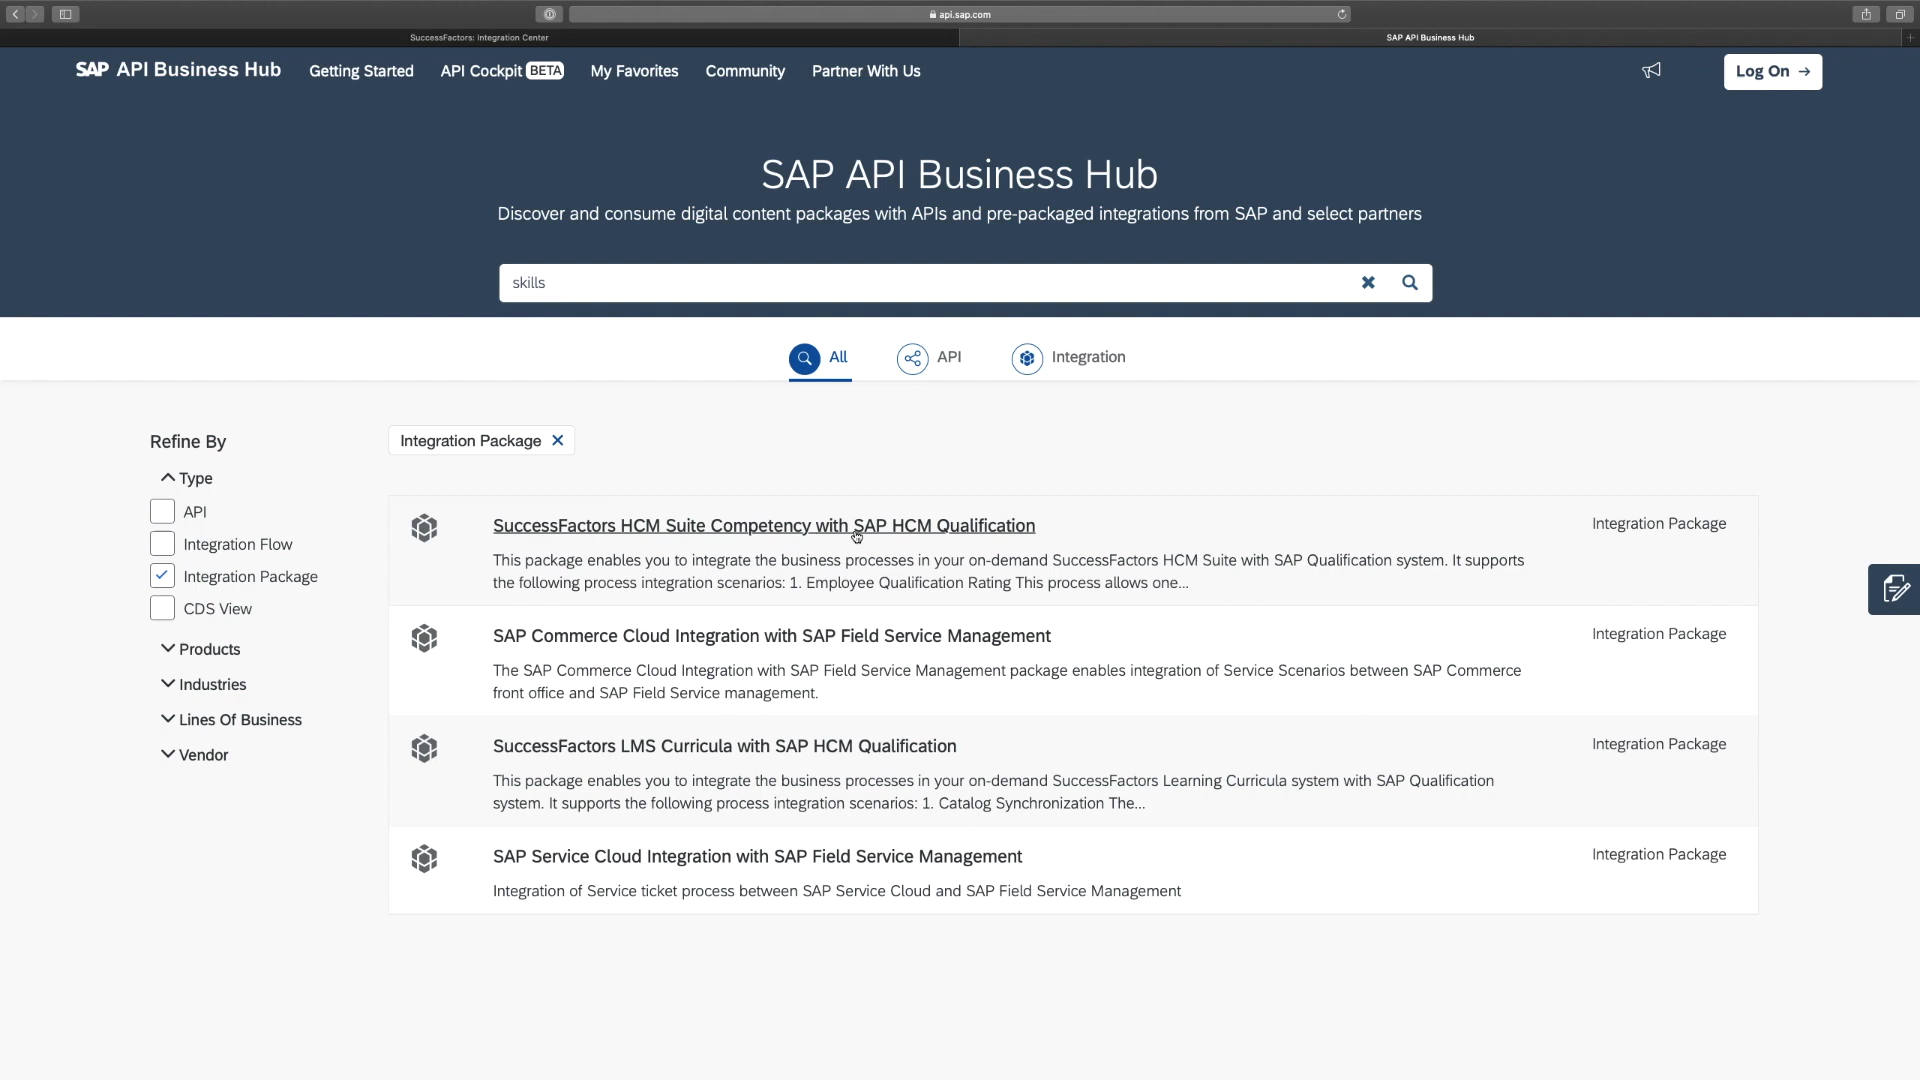 api.sap.com
SuccessFactors: Integration Center
SAP API Business Hub
SAP API Business Hub
Getting Started
API Cockpit BETA
My Favorites
Community
Partner With Us
Log On →
SAP API Business Hub
Discover and consume digital content packages with APIs and pre-packaged integrations from SAP and select partners
skills
All
API
Integration
Refine By
Type
API
Integration Flow
Integration Package
CDS View
Products
Industries
Lines Of Business
Vendor
Integration Package
SuccessFactors HCM Suite Competency with SAP HCM Qualification
Integration Package
This package enables you to integrate the business processes in your on-demand SuccessFactors HCM Suite with SAP Qualification system. It supports
the following process integration scenarios: 1. Employee Qualification Rating This process allows one...
SAP Commerce Cloud Integration with SAP Field Service Management
Integration Package
The SAP Commerce Cloud Integration with SAP Field Service Management package enables integration of Service Scenarios between SAP Commerce
front office and SAP Field Service management.
SuccessFactors LMS Curricula with SAP HCM Qualification
Integration Package
This package enables you to integrate the business processes in your on-demand SuccessFactors Learning Curricula system with SAP Qualification
system. It supports the following process integration scenarios: 1. Catalog Synchronization The...
SAP Service Cloud Integration with SAP Field Service Management
Integration Package
Integration of Service ticket process between SAP Service Cloud and SAP Field Service Management